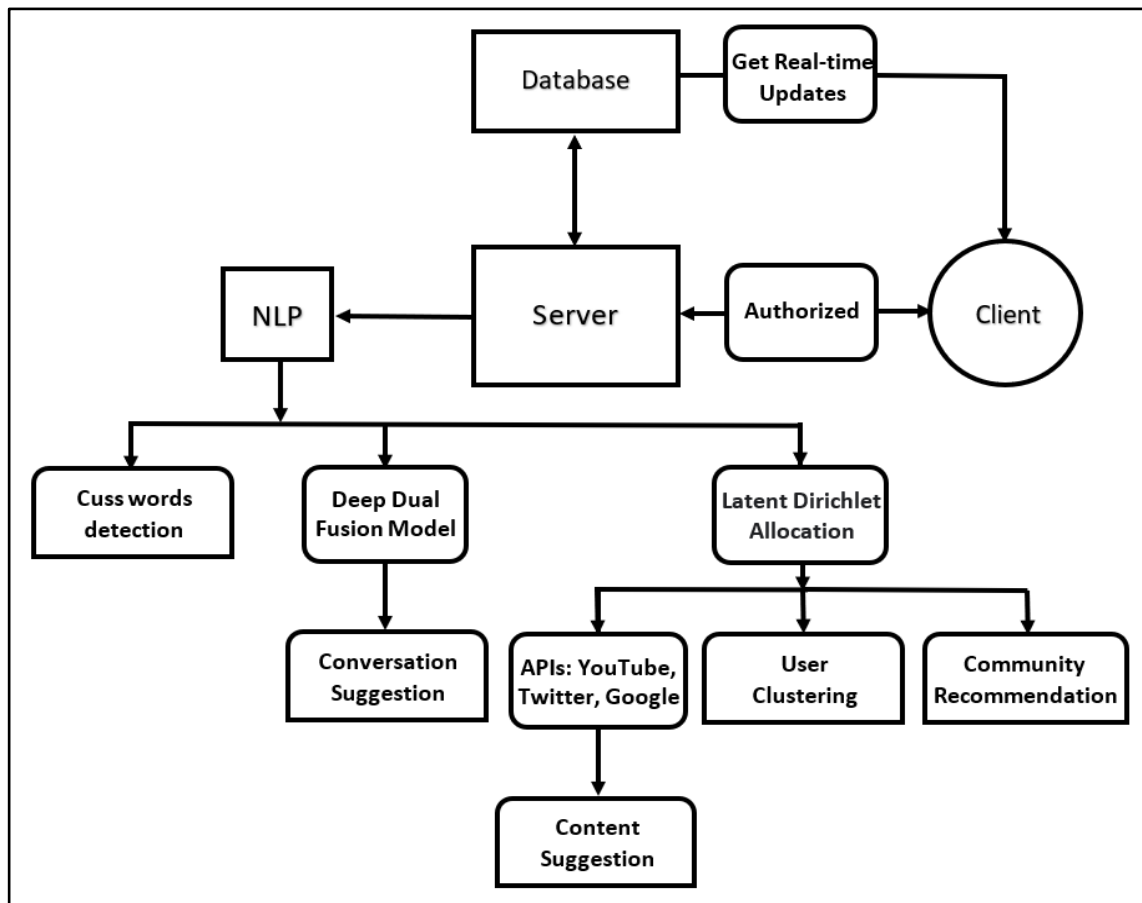 Database
Get Real-time
Updates
NLP
Server
Authorized
Client
Cuss words
detection
Deep Dual
Fusion Model
Latent Dirichlet
Allocation
Conversation
Suggestion
APIs: YouTube,
Twitter, Google
User
Clustering
Community
Recommendation
Content
Suggestion